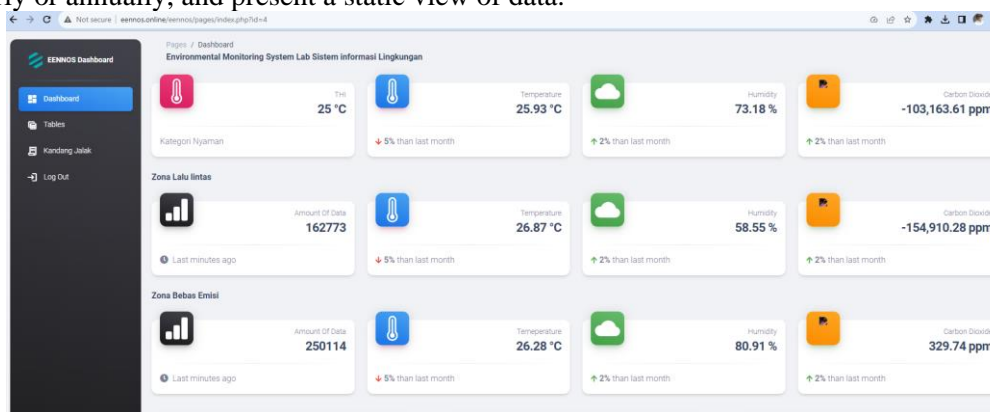 rly or annually, and present a static view of data.
Not secure | eennos.online/eennos/pages/index.php?id=4
EENNOS Dashboard
Dashboard
Tables
Kandang Jalak
Log Out
Pages / Dashboard
Environmental Monitoring System Lab Sistem informasi Lingkungan
THI
25 °C
Kategori Nyaman
Temperature
25.93 °C
5% than last month
Humidity
73.18 %
2% than last month
Carbon Dioxid
-103,163.61 ppm
2% than last month
Zona Lalu lintas
Amount Of Data
162773
Last minutes ago
Temperature
26.87 °C
5% than last month
Humidity
58.55 %
2% than last month
Carbon Dioxid
-154,910.28 ppm
2% than last month
Zona Bebas Emisi
Amount Of Data
250114
Last minutes ago
Temeperature
26.28 °C
5% than last month
Humidity
80.91 %
2% than last month
Carbon Dioxid
329.74 ppm
2% than last month